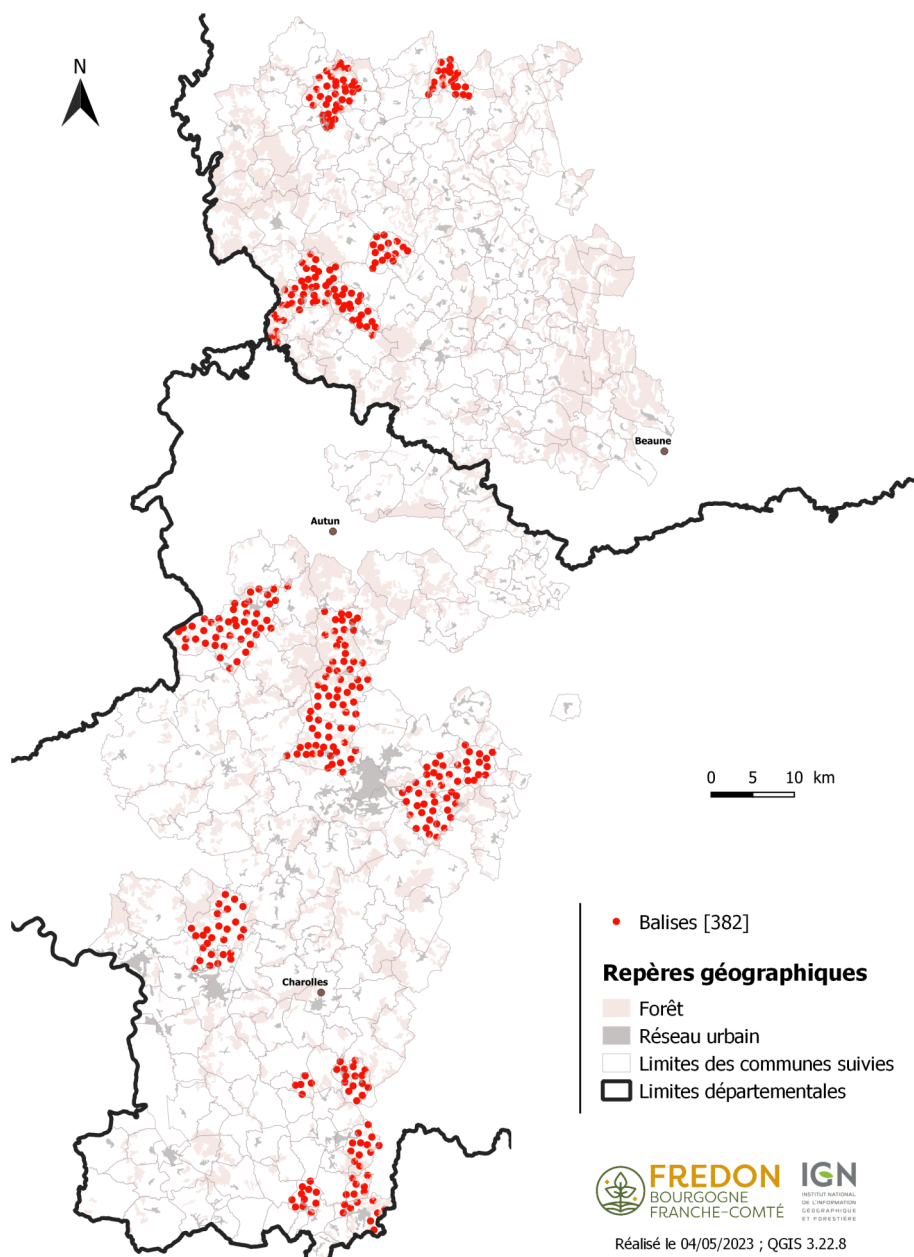 N
Beaune
Autun
0 5 10 km
Charolles
Balises [382]
Repères géographiques
Forêt
Réseau urbain
Limites des communes suivies
Limites départementales
FREDON
BOURGOGNE
FRANCHE-COMTÉ
IGN
INSTITUT NATIONAL
DE L'INFORMATION
GÉOGRAPHIQUE
ET FORESTIÈRE
Réalisé le 04/05/2023 ; QGIS 3.22.8